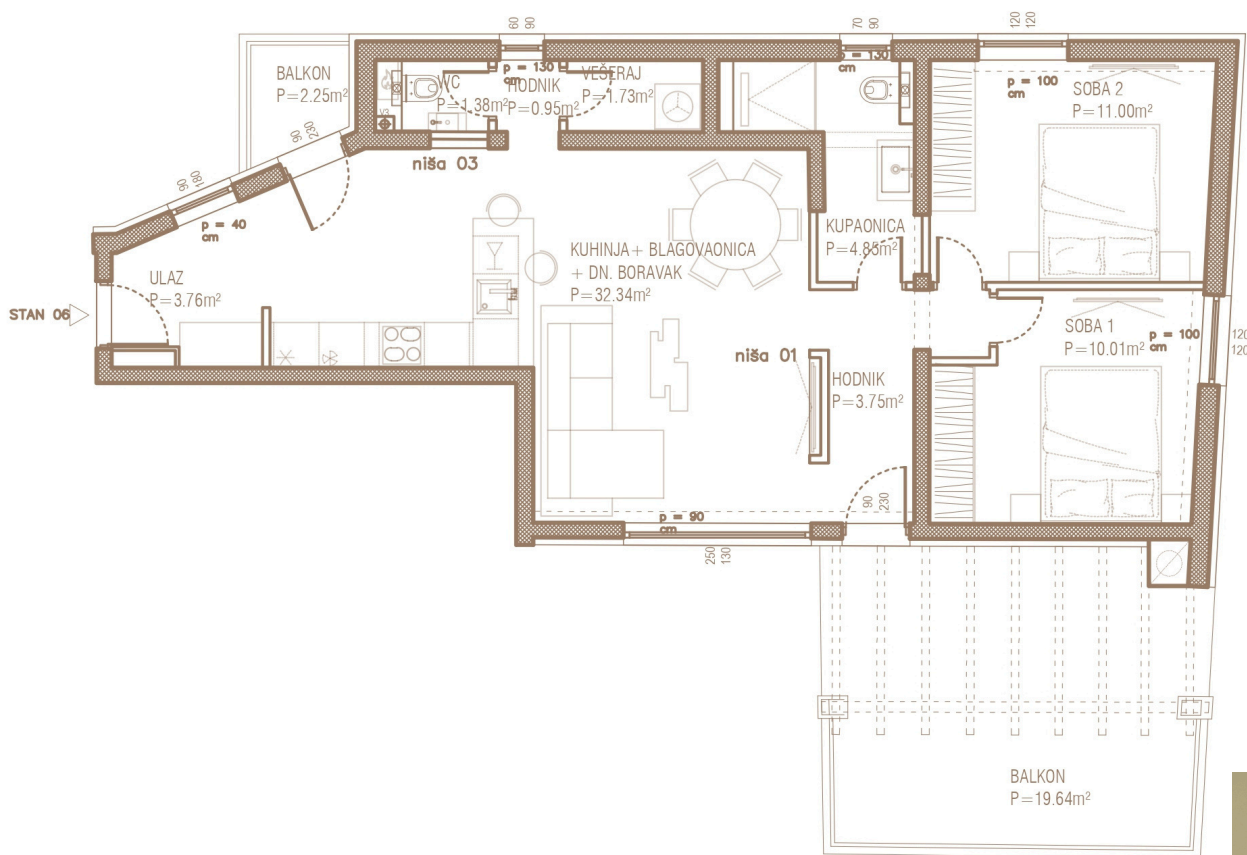 60
90
70
90
120
120
BALKON
P=2.25m²
WC
P=1.38m²
p = 130
cm
HODNIK
P=0.95m²
VEŠERAJ
P=1.73m²
p = 130
cm
p = 100
cm
SOBA 2
P=11.00m²
90
230
90
180
niša 03
p = 40
cm
ULAZ
P=3.76m²
STAN 06
KUHINJA + BLAGOVAONICA
+ DN. BORAVAK
P=32.34m²
KUPAONICA
P=4.85m²
SOBA 1
P=10.01m²
p = 100
cm
120
120
niša 01
HODNIK
P=3.75m²
90
230
p = 90
cm
250
130
BALKON
P=19.64m²